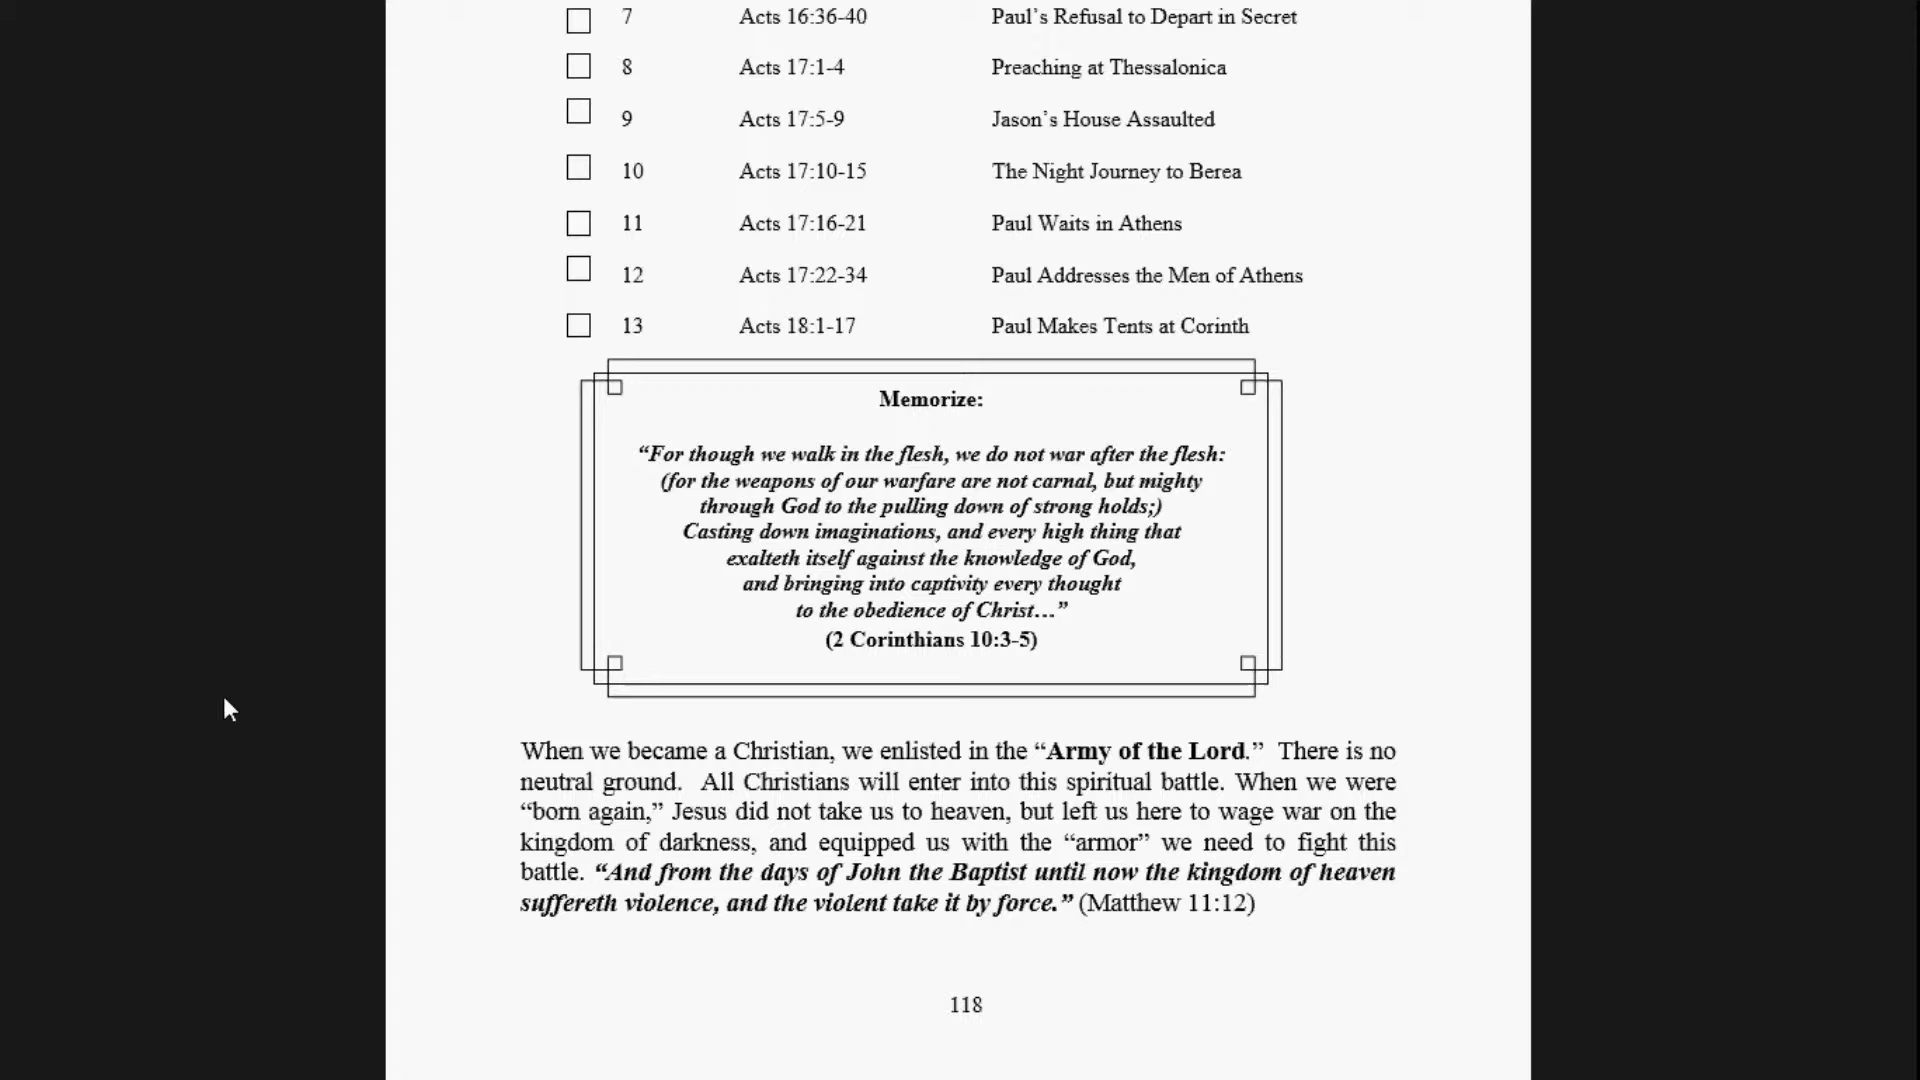 7 Acts 16:36-40 Paul’s Refusal to Depart in Secret
8 Acts 17:1-4 Preaching at Thessalonica
9 Acts 17:5-9 Jason’s House Assaulted
10 Acts 17:10-15 The Night Journey to Berea
11 Acts 17:16-21 Paul Waits in Athens
12 Acts 17:22-34 Paul Addresses the Men of Athens
13 Acts 18:1-17 Paul Makes Tents at Corinth
Memorize:
“For though we walk in the flesh, we do not war after the flesh:
(for the weapons of our warfare are not carnal, but mighty
through God to the pulling down of strong holds;)
Casting down imaginations, and every high thing that
exalteth itself against the knowledge of God,
and bringing into captivity every thought
to the obedience of Christ…”
(2 Corinthians 10:3-5)
When we became a Christian, we enlisted in the “Army of the Lord.” There is no
neutral ground. All Christians will enter into this spiritual battle. When we were
“born again,” Jesus did not take us to heaven, but left us here to wage war on the
kingdom of darkness, and equipped us with the “armor” we need to fight this
battle. “And from the days of John the Baptist until now the kingdom of heaven
suffereth violence, and the violent take it by force.” (Matthew 11:12)
118